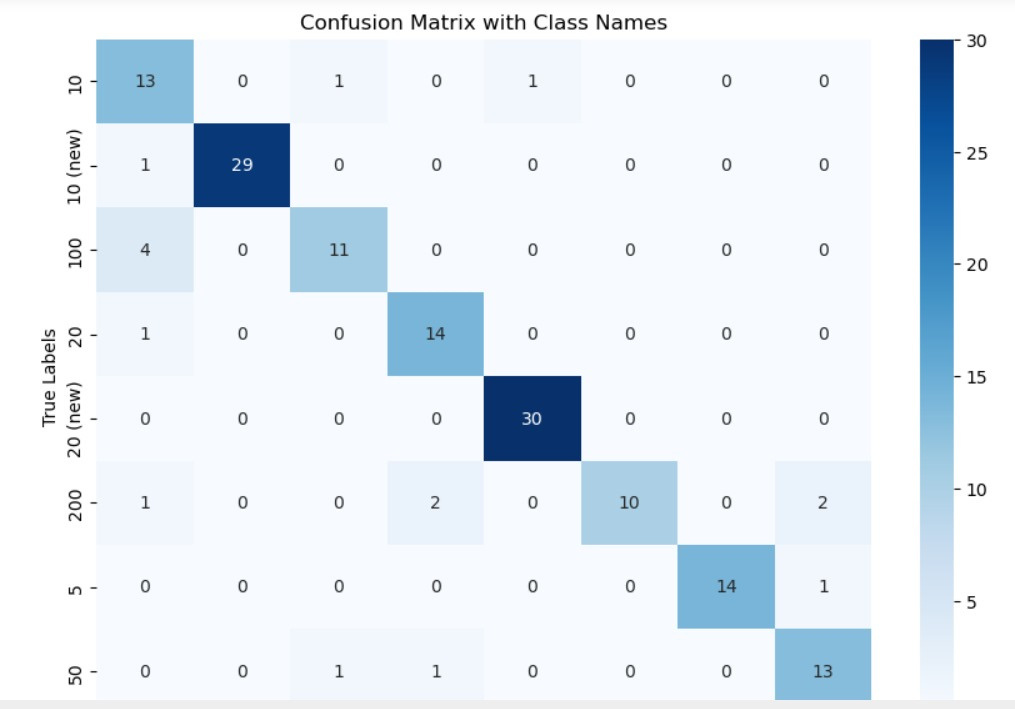 Confusion Matrix with Class Names
10 13 0 1 0 1 0 0 0
10 (new) 1 29 0 0 0 0 0 0
100 4 0 11 0 0 0 0 0
20 1 0 0 14 0 0 0 0
20 (new) 0 0 0 0 30 0 0 0
200 1 0 0 2 0 10 0 2
5 0 0 0 0 0 0 14 1
50 0 0 1 1 0 0 0 13
True Labels
30
25
20
15
10
5